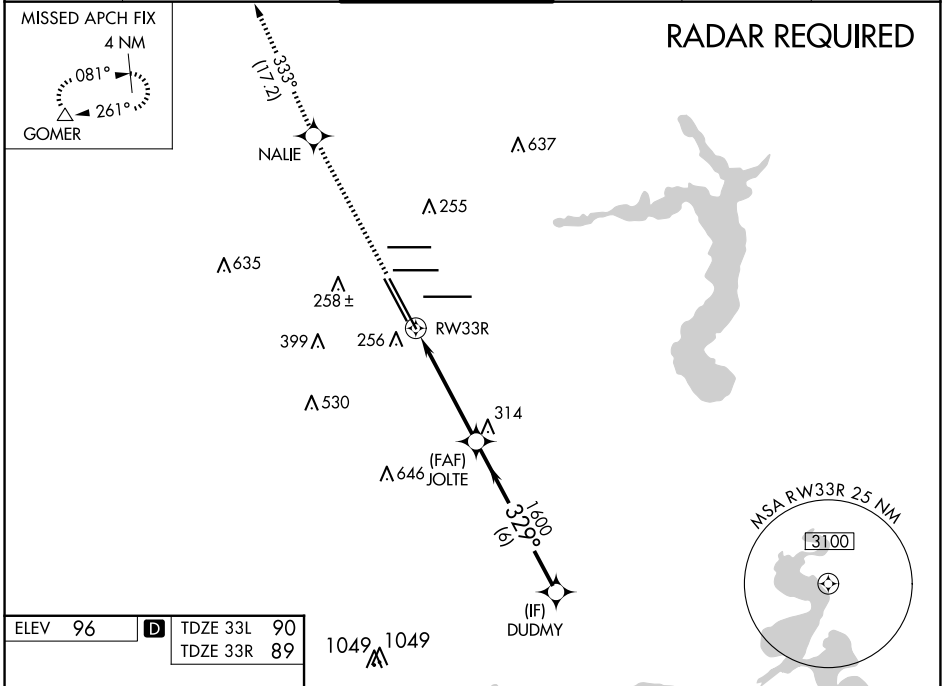 MISSED APCH FIX
4 NM
081°
261°
GOMER
RADAR REQUIRED
333°
(17.2)
NALIE
637
255
635
258 ±
399
256
RW33R
530
314
(FAF)
JOLTE
646
1600
329°
(6)
(IF)
DUDMY
MSA RW33R 25 NM
3100
ELEV 96
D
TDZE 33L 90
TDZE 33R 89
1049 1049